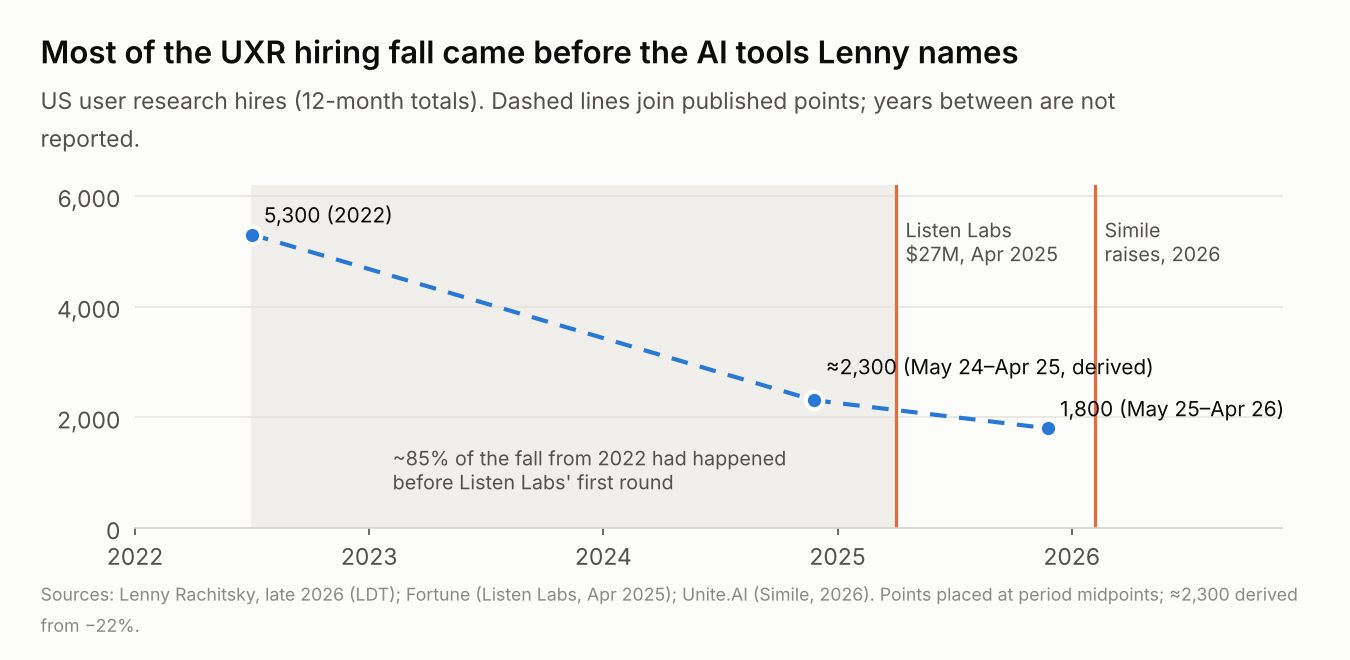 Most of the UXR hiring fall came before the AI tools Lenny names
US user research hires (12-month totals). Dashed lines join published points; years between are not
reported.
6,000
5,300 (2022)
Listen Labs
$27M, Apr 2025
Simile
raises, 2026
4,000
≈2,300 (May 24–Apr 25, derived)
1,800 (May 25–Apr 26)
2,000
~85% of the fall from 2022 had happened
before Listen Labs' first round
0
2022
2023
2024
2025
2026
Sources: Lenny Rachitsky, late 2026 (LDT); Fortune (Listen Labs, Apr 2025); Unite.AI (Simile, 2026). Points placed at period midpoints; ≈2,300 derived
from −22%.